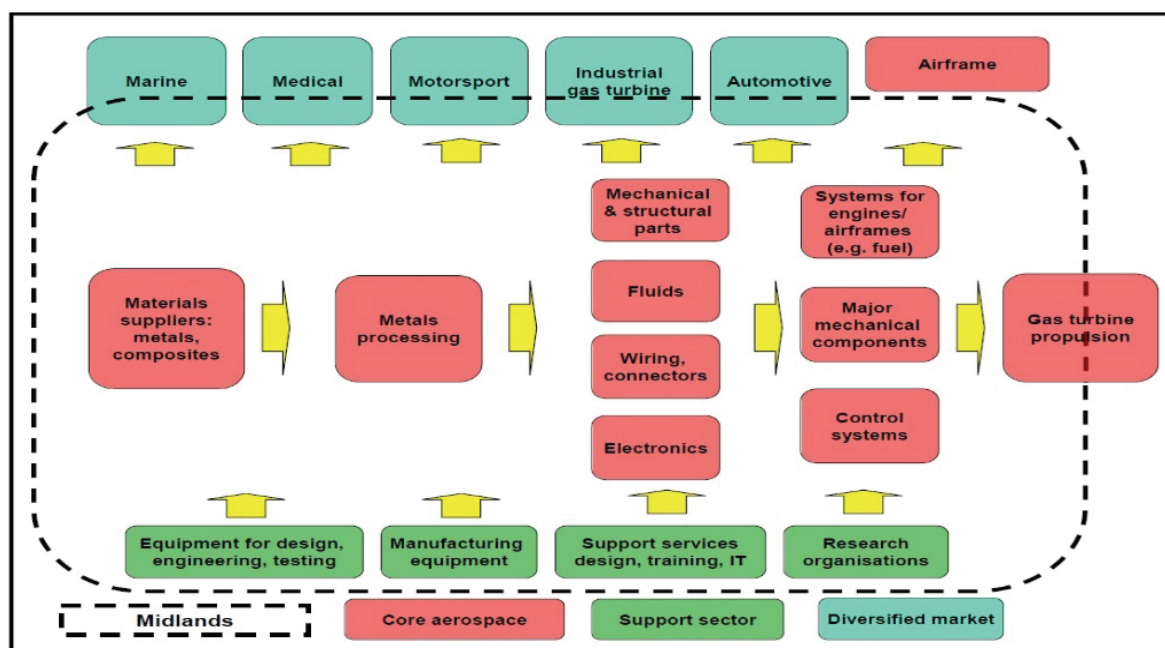 Marine
Medical
Motorsport
Industrial
gas turbine
Automotive
Airframe
Mechanical
& structural
parts
Systems for
engines/
airframes
(e.g. fuel)
Materials
suppliers:
metals,
composites
Metals
processing
Fluids
Wiring,
connectors
Electronics
Major
mechanical
components
Control
systems
Gas turbine
propulsion
Equipment for design,
engineering, testing
Manufacturing
equipment
Support services
design, training, IT
Research
organisations
Midlands
Core aerospace
Support sector
Diversified market